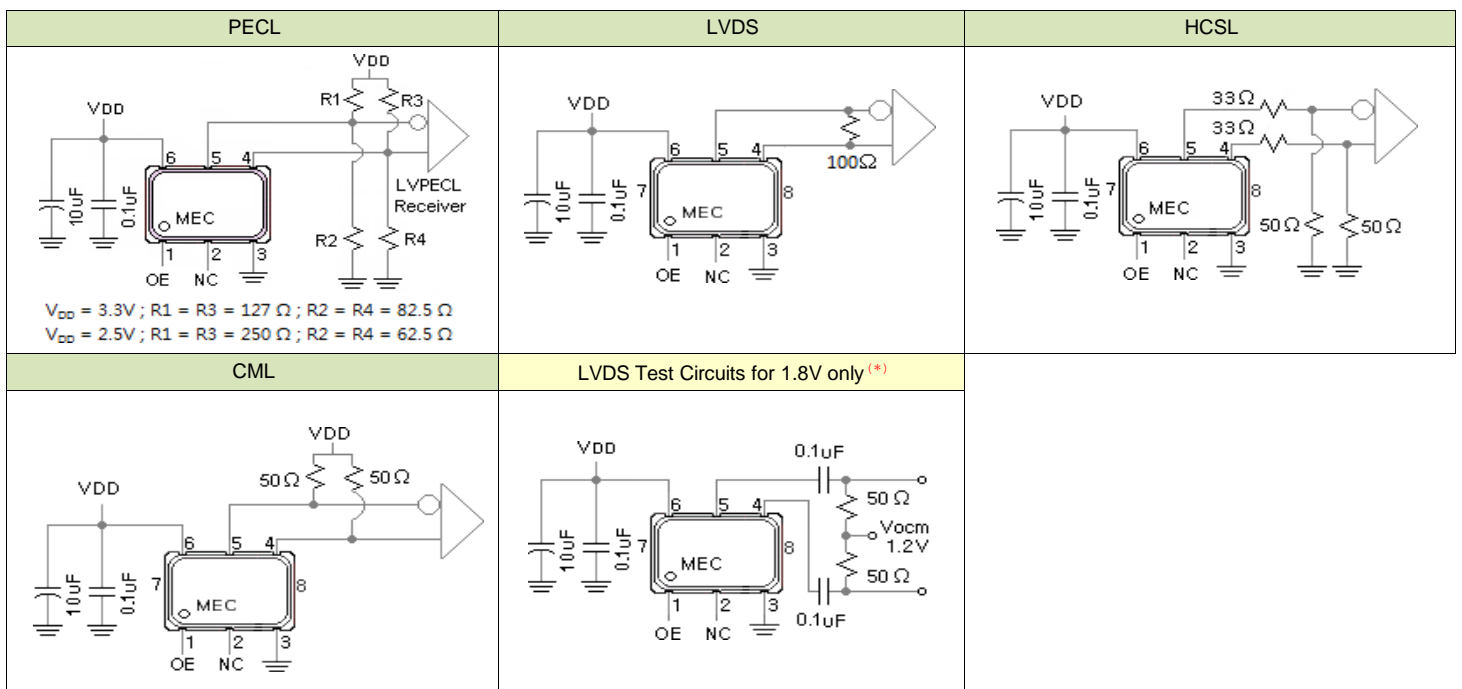 PECL
LVDS
HCSL
VDD
R1
R3
VDD
6
5
4
10uF
0.1uF
MEC
LVPECL
Receiver
R2
R4
1
2
3
OE
NC
V_DD = 3.3V ; R1 = R3 = 127 Ω ; R2 = R4 = 82.5 Ω
V_DD = 2.5V ; R1 = R3 = 250 Ω ; R2 = R4 = 62.5 Ω
VDD
6
5
4
100Ω
10uF
0.1uF
7
8
MEC
1
2
3
OE
NC
VDD
33Ω
33Ω
6
5
4
10uF
0.1uF
7
8
MEC
50Ω
50Ω
1
2
3
OE
NC
CML
LVDS Test Circuits for 1.8V only (*)
VDD
50Ω
50Ω
VDD
6
5
4
10uF
0.1uF
7
8
MEC
1
2
3
OE
NC
VDD
0.1uF
6
5
4
50 Ω
Vocm
1.2V
10uF
0.1uF
7
8
MEC
50 Ω
1
2
3
0.1uF
OE
NC